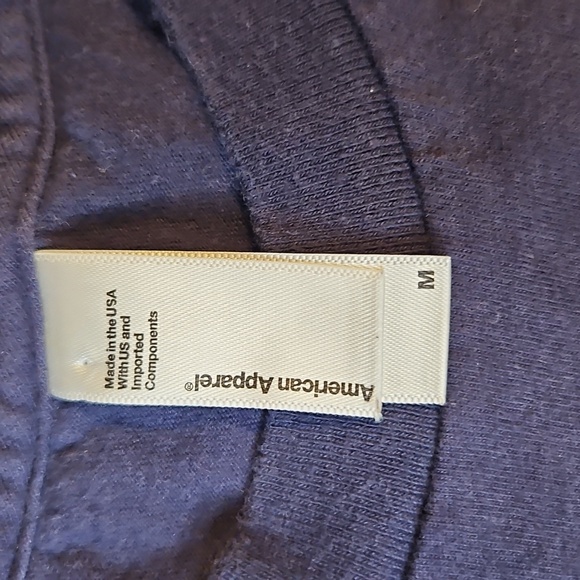 American Apparel®
Made in the USA
With US and
Imported
Components
M